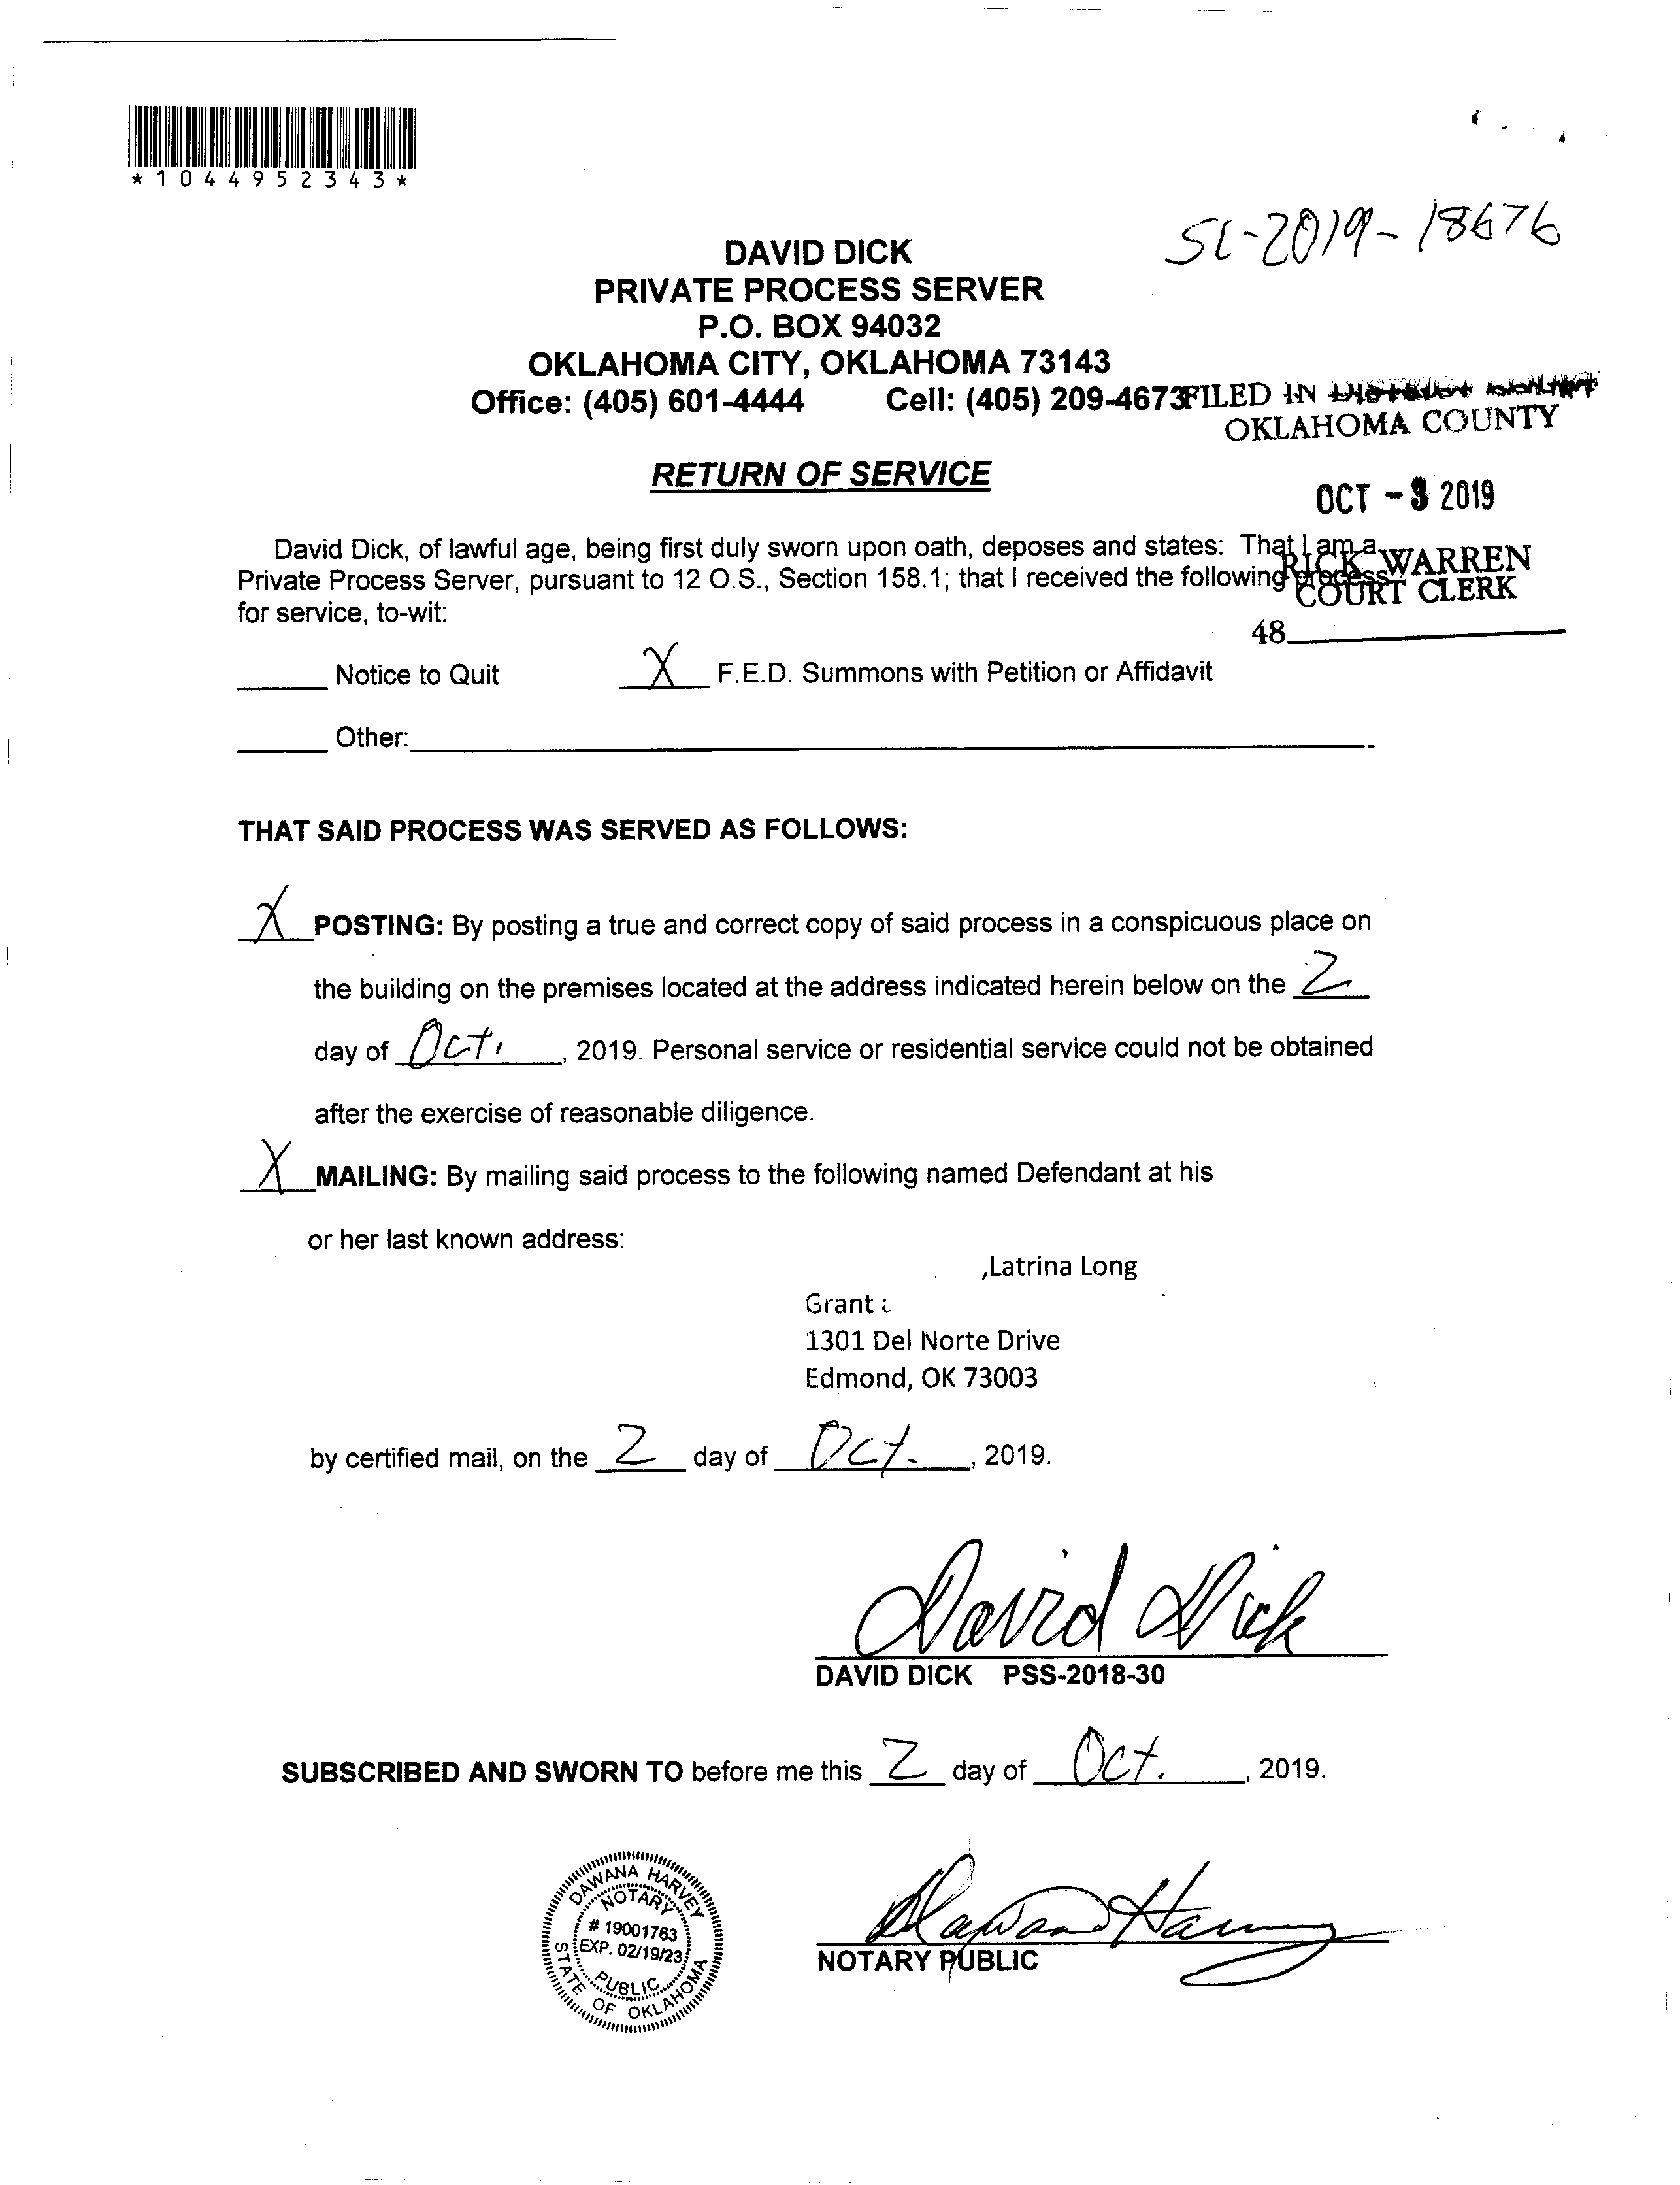 *1044952343*
SC-2019-18676
DAVID DICK
PRIVATE PROCESS SERVER
P.O. BOX 94032
OKLAHOMA CITY, OKLAHOMA 73143
Office: (405) 601-4444 Cell: (405) 209-4673
FILED IN
OKLAHOMA COUNTY
RETURN OF SERVICE
OCT - 2019
David Dick, of lawful age, being first duly sworn upon oath, deposes and states: That I am a
Private Process Server, pursuant to 12 O.S., Section 158.1; that I received the following process
for service, to-wit:
RICK WARREN
COURT CLERK
48
Notice to Quit X F.E.D. Summons with Petition or Affidavit
Other:
THAT SAID PROCESS WAS SERVED AS FOLLOWS:
X POSTING: By posting a true and correct copy of said process in a conspicuous place on
the building on the premises located at the address indicated herein below on the 2
day of Oct., 2019. Personal service or residential service could not be obtained
after the exercise of reasonable diligence.
X MAILING: By mailing said process to the following named Defendant at his
or her last known address:
,Latrina Long
Grant
1301 Del Norte Drive
Edmond, OK 73003
by certified mail, on the 2 day of Oct., 2019.
David Dick
DAVID DICK PSS-2018-30
SUBSCRIBED AND SWORN TO before me this 2 day of Oct., 2019.
DAWANA HARVEY
NOTARY
# 19001763
EXP. 02/19/23
PUBLIC
STATE OF OKLAHOMA
Dawana Harvey
NOTARY PUBLIC